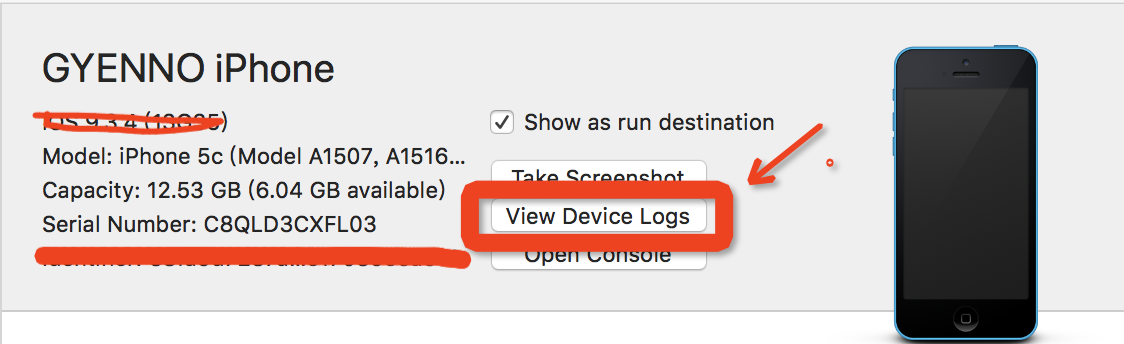 GYENNO iPhone
iOS 9.3.4 (13G35)
Show as run destination
Model: iPhone 5c (Model A1507, A1516...
Take Screenshot
Capacity: 12.53 GB (6.04 GB available)
View Device Logs
Serial Number: C8QLD3CXFL03
Open Console